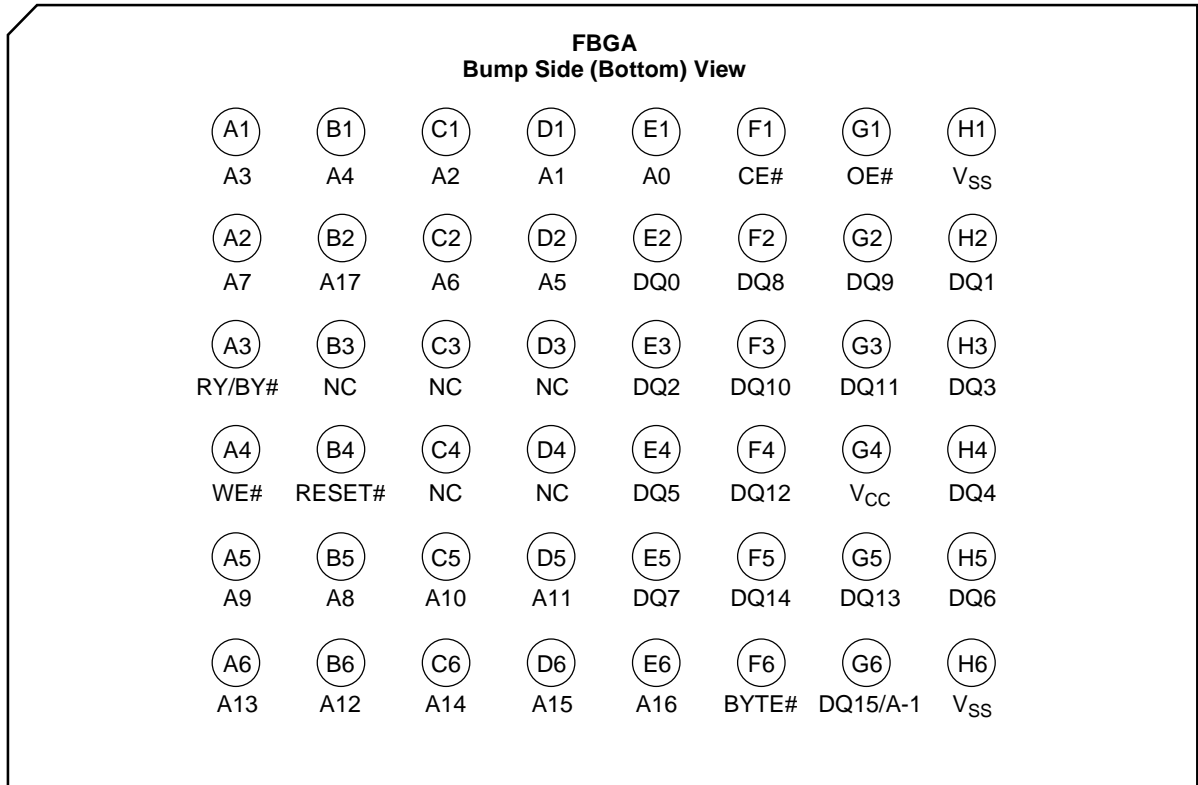 FBGA
Bump Side (Bottom) View
A1 B1 C1 D1 E1 F1 G1 H1
A3 A4 A2 A1 A0 CE# OE# VSS
A2 B2 C2 D2 E2 F2 G2 H2
A7 A17 A6 A5 DQ0 DQ8 DQ9 DQ1
A3 B3 C3 D3 E3 F3 G3 H3
RY/BY# NC NC NC DQ2 DQ10 DQ11 DQ3
A4 B4 C4 D4 E4 F4 G4 H4
WE# RESET# NC NC DQ5 DQ12 VCC DQ4
A5 B5 C5 D5 E5 F5 G5 H5
A9 A8 A10 A11 DQ7 DQ14 DQ13 DQ6
A6 B6 C6 D6 E6 F6 G6 H6
A13 A12 A14 A15 A16 BYTE# DQ15/A-1 VSS